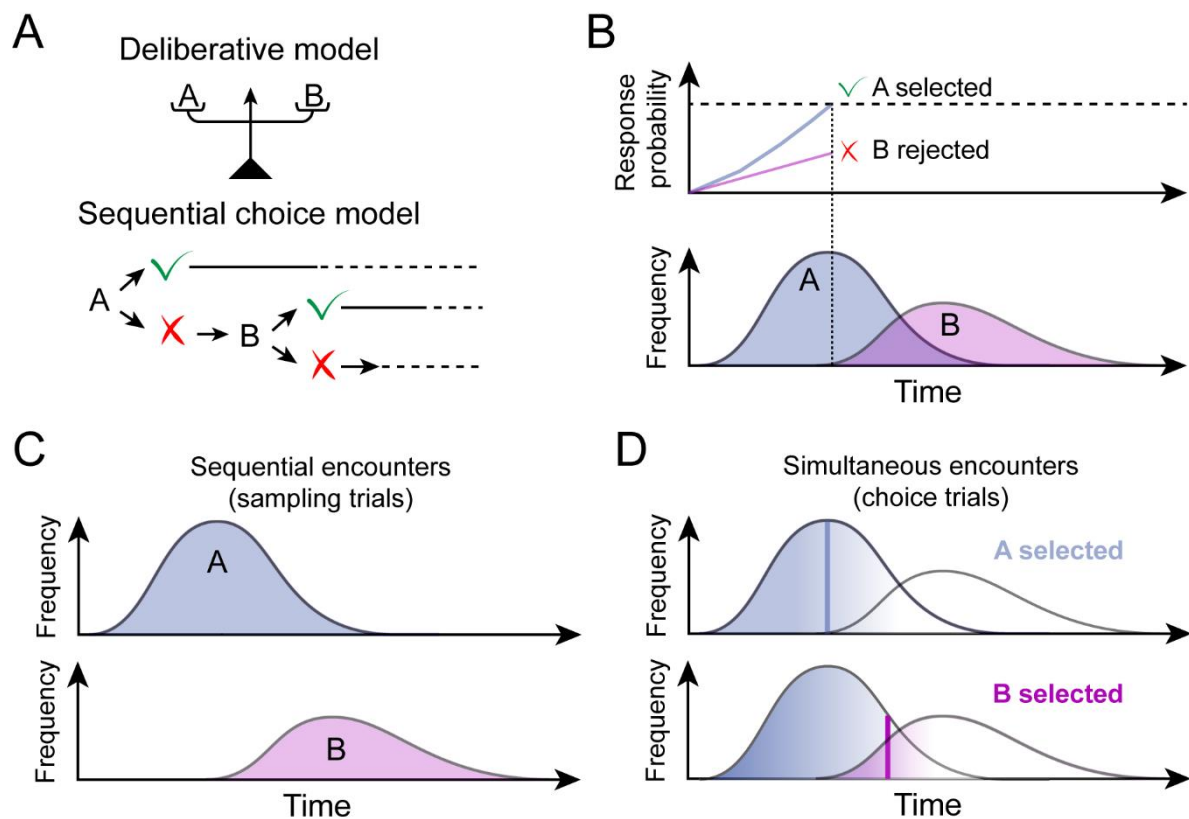 A
Deliberative model
A B
Sequential choice model
A
B
B
Response
probability
A selected
B rejected
Frequency
A
B
Time
C
Sequential encounters
(sampling trials)
Frequency
A
Frequency
B
Time
D
Simultaneous encounters
(choice trials)
Frequency
A selected
Frequency
B selected
Time